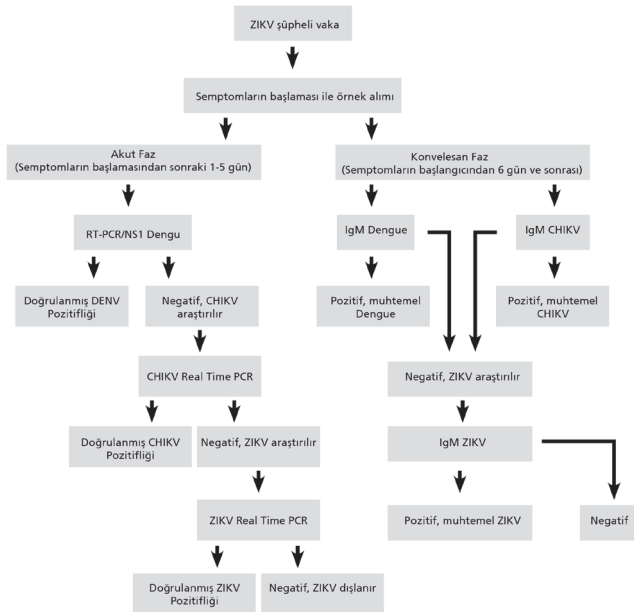 ZIKV şüpheli vaka
Semptomların başlaması ile örnek alımı
Akut Faz
(Semptomların başlamasından sonraki 1-5 gün)
Konvelesan Faz
(Semptomların başlangıcından 6 gün ve sonrası)
RT-PCR/NS1 Dengu
IgM Dengue
IgM CHIKV
Doğrulanmış DENV
Pozitifliği
Negatif, CHIKV
araştırılır
Pozitif, muhtemel
Dengue
Pozitif, muhtemel
CHIKV
CHIKV Real Time PCR
Negatif, ZIKV araştırılır
Doğrulanmış CHIKV
Pozitifliği
Negatif, ZIKV araştırılır
IgM ZIKV
ZIKV Real Time PCR
Pozitif, muhtemel ZIKV
Negatif
Doğrulanmış ZIKV
Pozitifliği
Negatif, ZIKV dışlanır